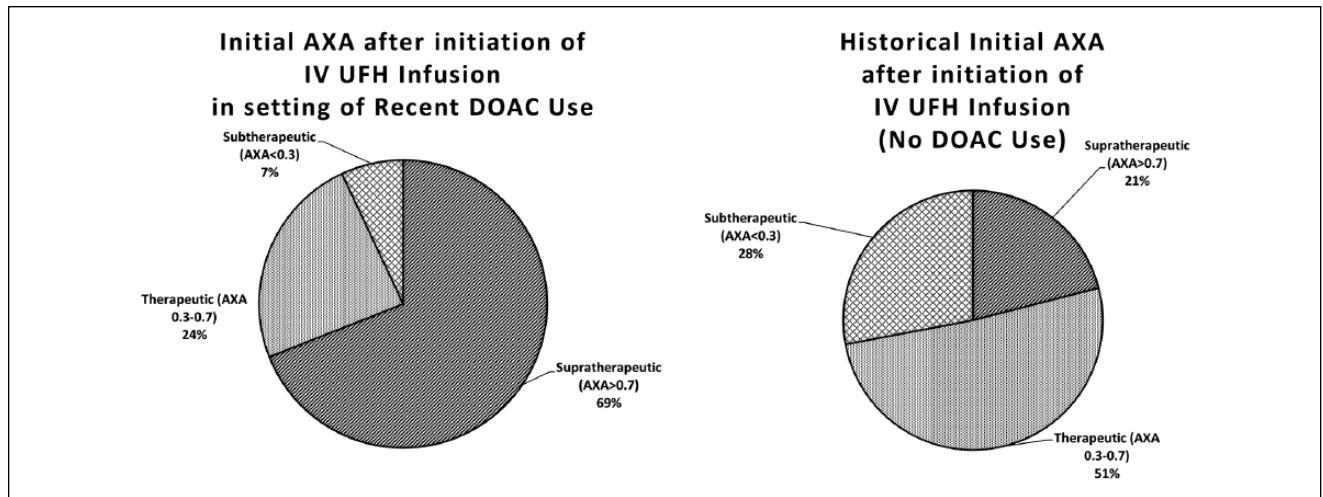 Initial AXA after initiation of
IV UFH Infusion
in setting of Recent DOAC Use
Subtherapeutic
(AXA<0.3)
7%
Therapeutic (AXA
0.3-0.7)
24%
Supratherapeutic
(AXA>0.7)
69%
Historical Initial AXA
after initiation of
IV UFH Infusion
(No DOAC Use)
Supratherapeutic
(AXA>0.7)
21%
Subtherapeutic
(AXA<0.3)
28%
Therapeutic (AXA
0.3-0.7)
51%